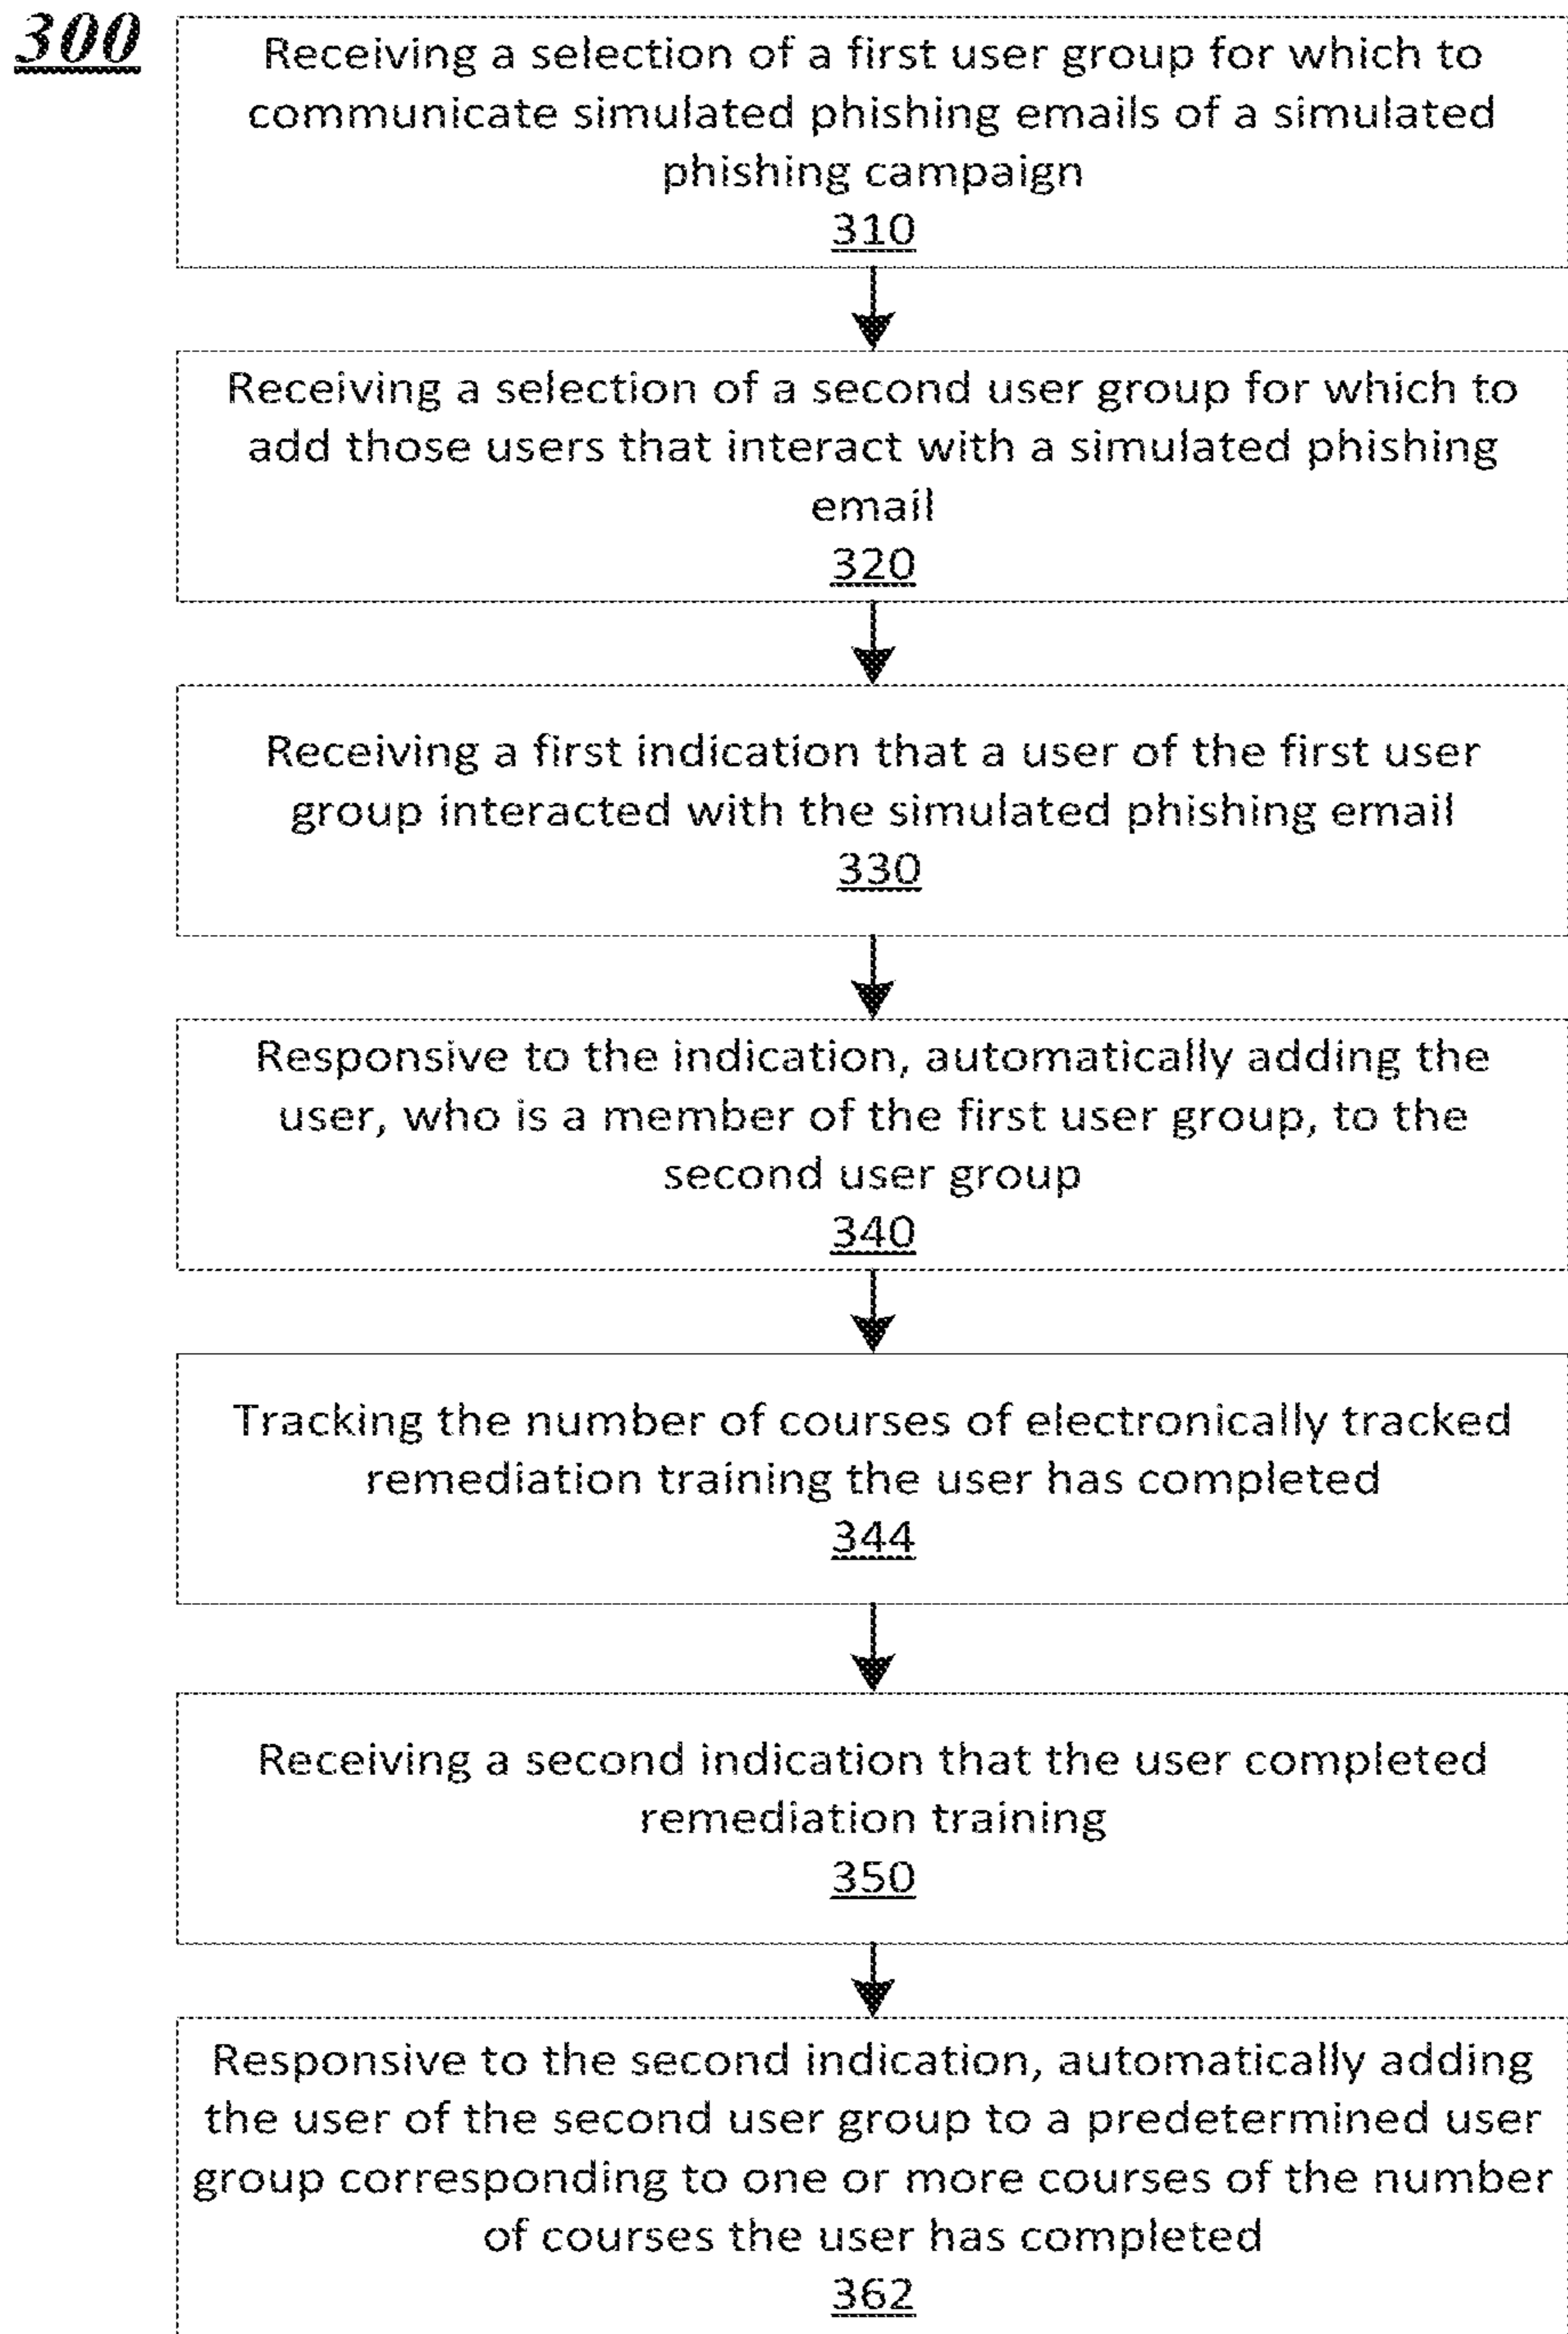 300
Receiving a selection of a first user group for which to
communicate simulated phishing emails of a simulated
phishing campaign
310
Receiving a selection of a second user group for which to
add those users that interact with a simulated phishing
email
320
Receiving a first indication that a user of the first user
group interacted with the simulated phishing email
330
Responsive to the indication, automatically adding the
user, who is a member of the first user group, to the
second user group
340
Tracking the number of courses of electronically tracked
remediation training the user has completed
344
Receiving a second indication that the user completed
remediation training
350
Responsive to the second indication, automatically adding
the user of the second user group to a predetermined user
group corresponding to one or more courses of the number
of courses the user has completed
362